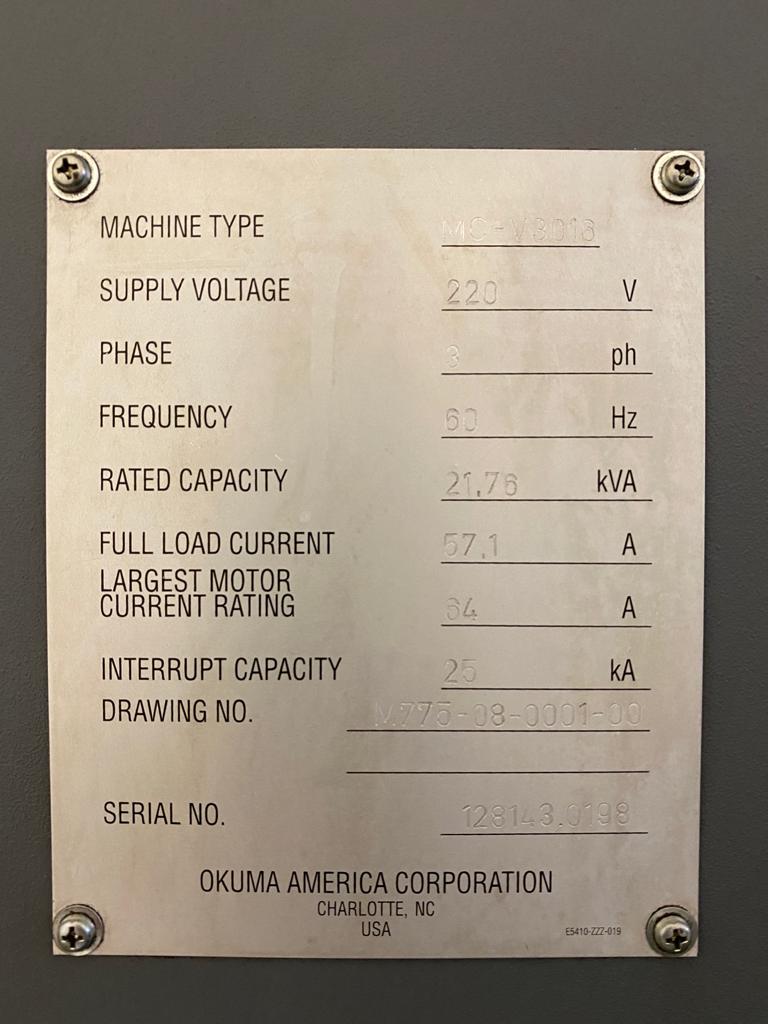 MACHINE TYPE MC-V3016
SUPPLY VOLTAGE 220 V
PHASE 3 ph
FREQUENCY 60 Hz
RATED CAPACITY 21.76 kVA
FULL LOAD CURRENT 57.1 A
LARGEST MOTOR
CURRENT RATING A
INTERRUPT CAPACITY 25 kA
DRAWING NO. M775-08-0001-00
SERIAL NO. 128143.0198
OKUMA AMERICA CORPORATION
CHARLOTTE, NC
USA
E5410-ZZZ-019